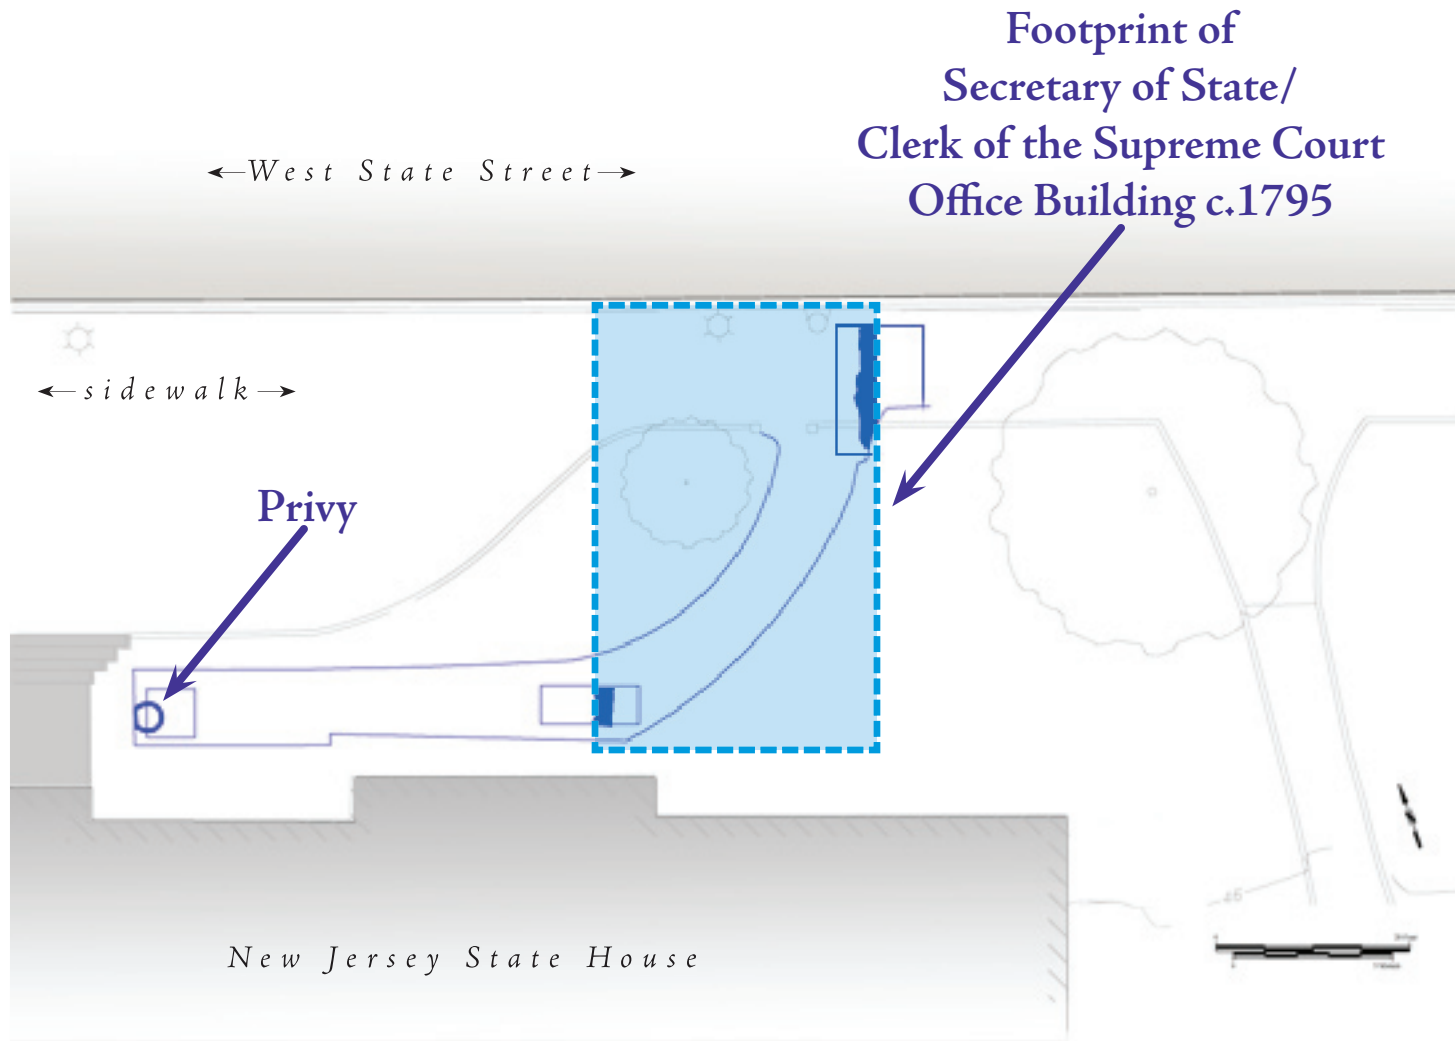 Footprint of
Secretary of State/
Clerk of the Supreme Court
Office Building c.1795
West State Street
sidewalk
Privy
46
New Jersey State House